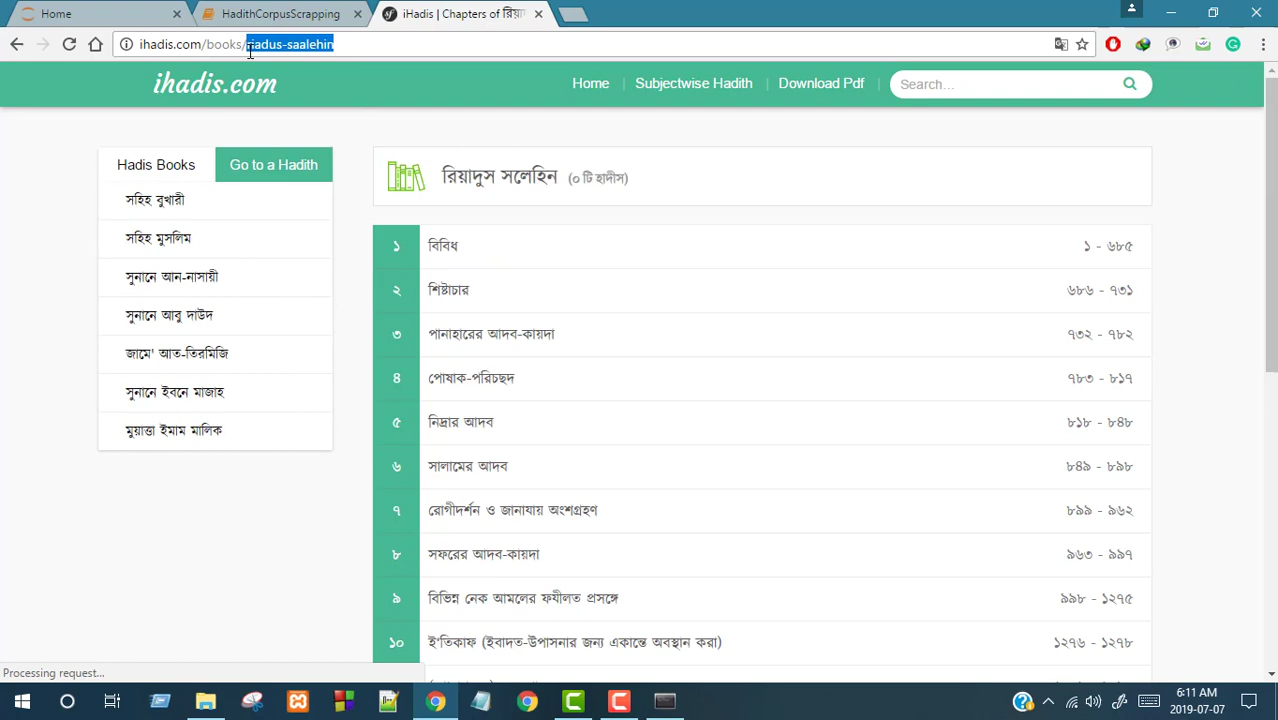 Home
HadithCorpusScrapping
iHadis | Chapters of রিয়া
ihadis.com/books/riadus-saalehin
ihadis.com
Home
Subjectwise Hadith
Download Pdf
Search...
Hadis Books
Go to a Hadith
সহিহ বুখারী
সহিহ মুসলিম
সুনানে আন-নাসায়ী
সুনানে আবু দাউদ
জামে' আত-তিরমিজি
সুনানে ইবনে মাজাহ
মুয়াত্তা ইমাম মালিক
রিয়াদুস সলেহিন (০ টি হাদীস)
১ বিবিধ ১ - ৬৮৫
২ শিষ্টাচার ৬৮৬ - ৭৩১
৩ পানাহারের আদব-কায়দা ৭৩২ - ৭৮২
৪ পোষাক-পরিচছদ ৭৮৩ - ৮১৭
৫ নিদ্রার আদব ৮১৮ - ৮৪৮
৬ সালামের আদব ৮৪৯ - ৮৯৮
৭ রোগীদর্শন ও জানাযায় অংশগ্রহণ ৮৯৯ - ৯৬২
৮ সফরের আদব-কায়দা ৯৬৩ - ৯৯৭
৯ বিভিন্ন নেক আমলের ফযীলত প্রসঙ্গে ৯৯৮ - ১২৭৫
১০ ই'তিকাফ (ইবাদত-উপাসনার জন্য একান্তে অবস্থান করা) ১২৭৬ - ১২৭৮
Processing request...
6:11 AM
2019-07-07